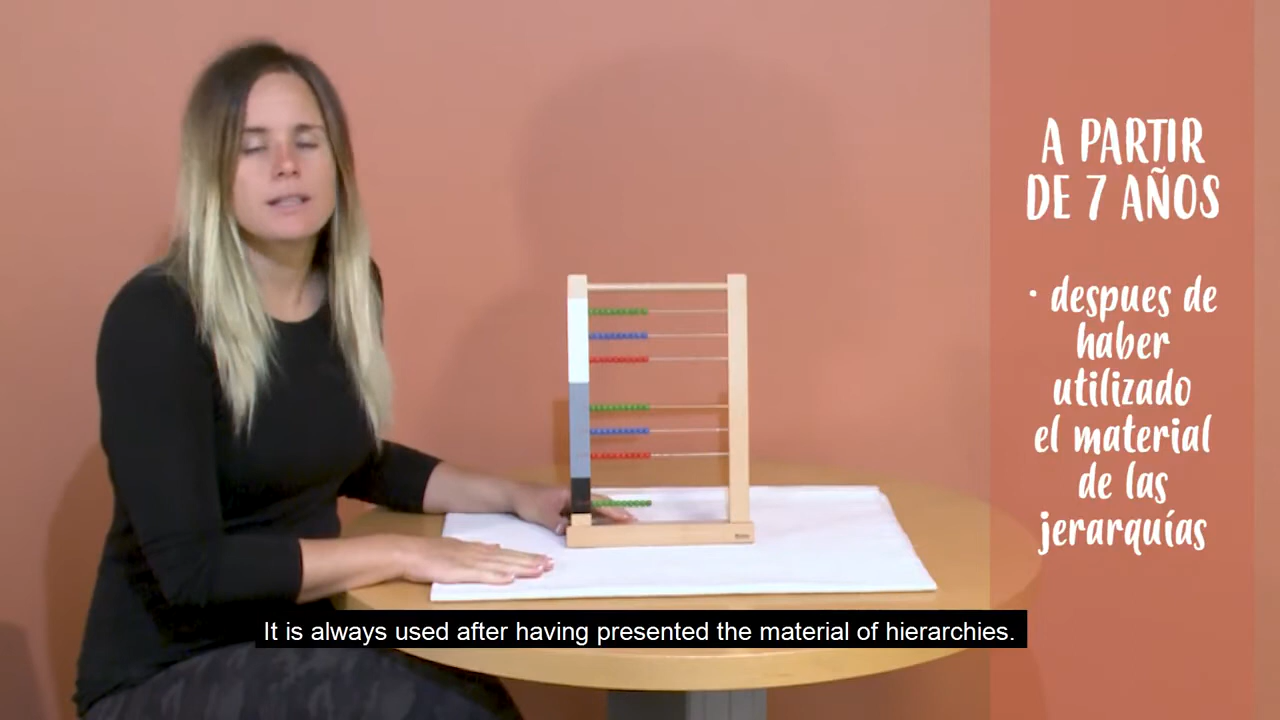 A PARTIR
DE 7 AÑOS
· despues de
haber
utilizado
el material
de las
jerarquías
It is always used after having presented the material of hierarchies.